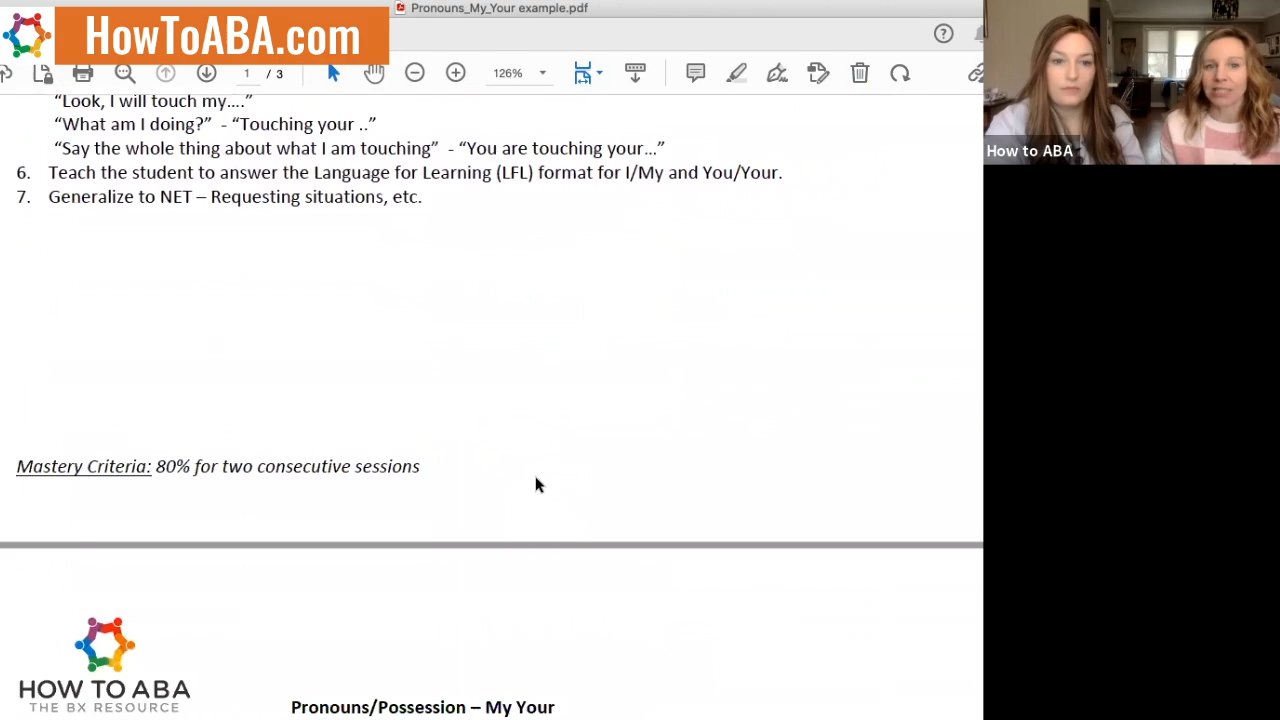 HowToABA.com
Pronouns_My_Your example.pdf
1 / 3
126%
“Look, I will touch my....”
“What am I doing?” - “Touching your ..”
“Say the whole thing about what I am touching” - “You are touching your...”
6. Teach the student to answer the Language for Learning (LFL) format for I/My and You/Your.
7. Generalize to NET – Requesting situations, etc.
Mastery Criteria: 80% for two consecutive sessions
HOW TO ABA
THE BX RESOURCE
Pronouns/Possession – My Your
How to ABA